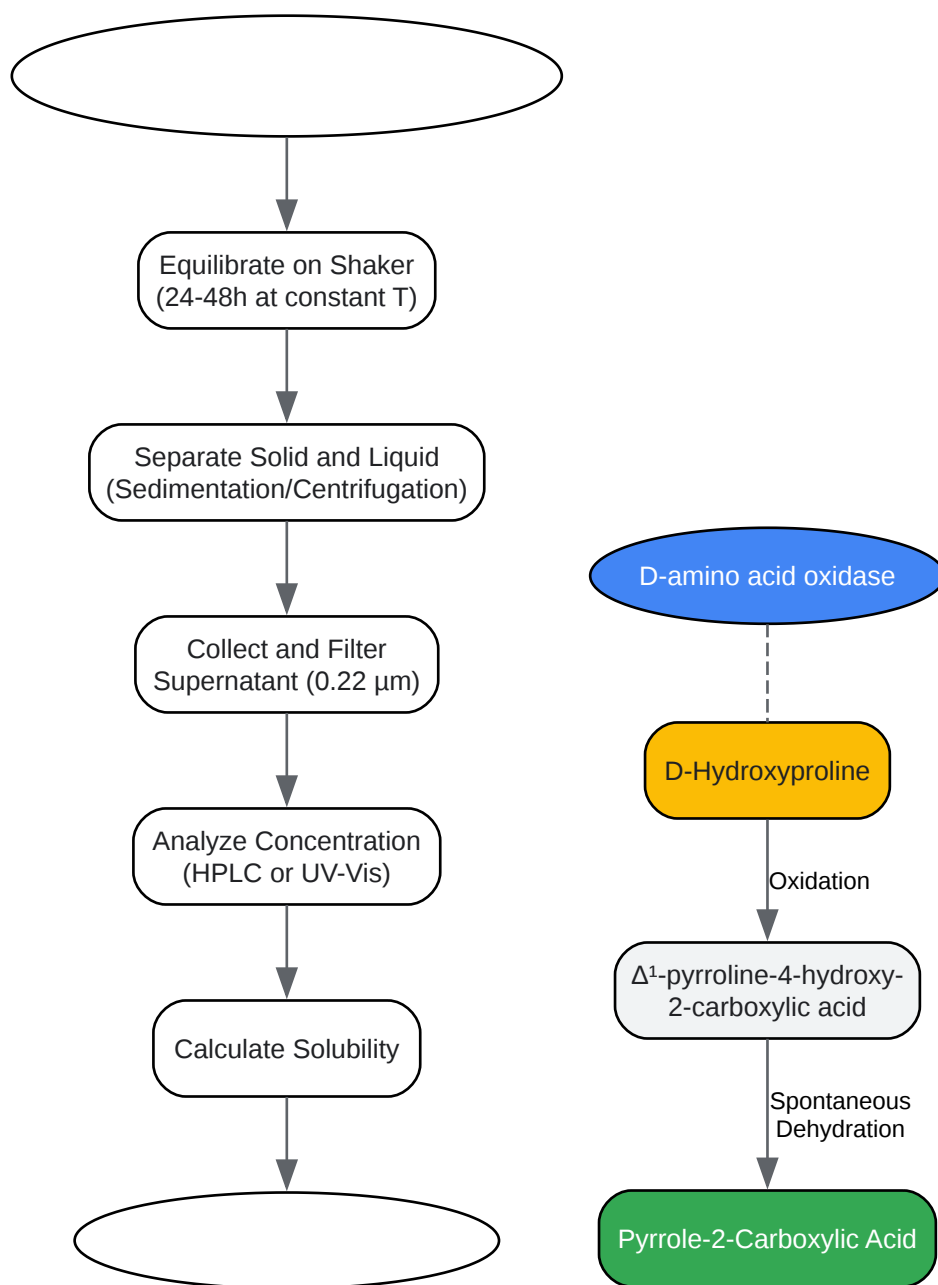 Equilibrate on Shaker
(24-48h at constant T)
Separate Solid and Liquid
(Sedimentation/Centrifugation)
Collect and Filter
Supernatant (0.22 µm)
Analyze Concentration
(HPLC or UV-Vis)
Calculate Solubility
D-amino acid oxidase
D-Hydroxyproline
Oxidation
Δ¹-pyrroline-4-hydroxy-
2-carboxylic acid
Spontaneous
Dehydration
Pyrrole-2-Carboxylic Acid